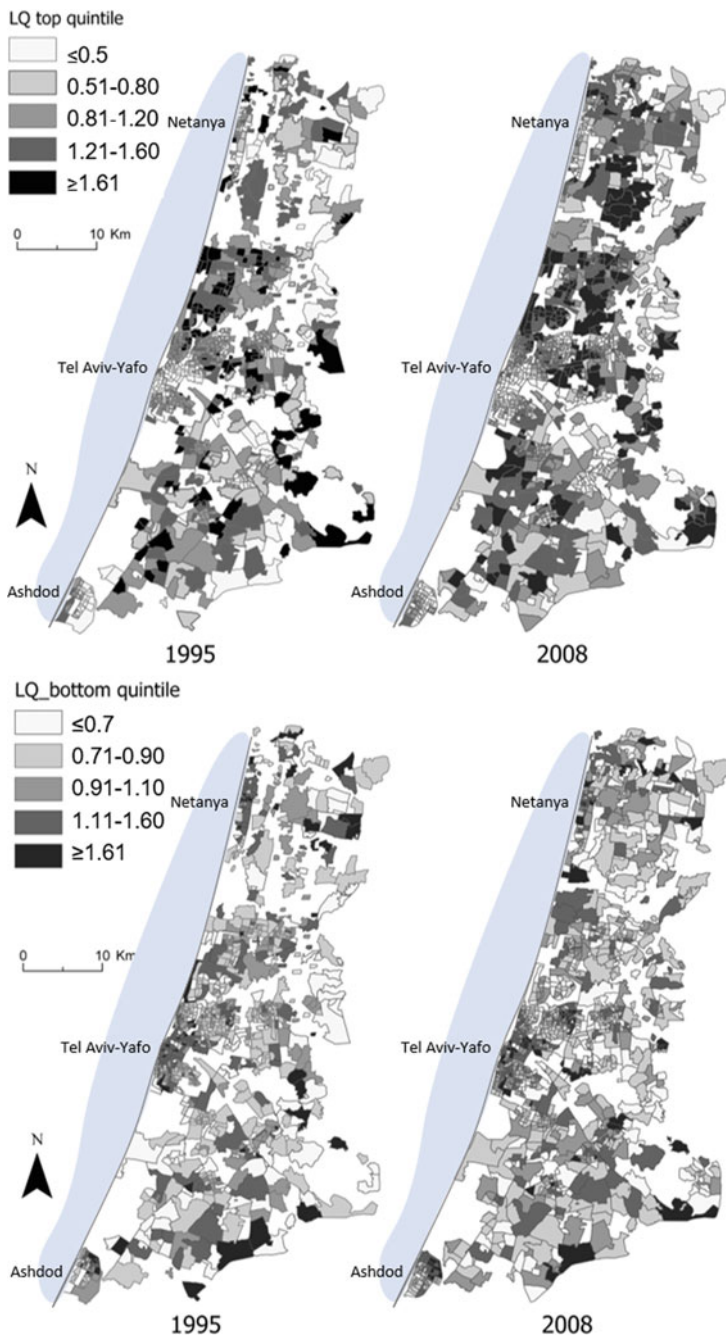 LQ top quintile
≤0.5
0.51-0.80
0.81-1.20
1.21-1.60
≥1.61
0 10 Km
Netanya
Netanya
Tel Aviv-Yafo
Tel Aviv-Yafo
N
Ashdod
Ashdod
1995
2008
LQ_bottom quintile
≤0.7
0.71-0.90
0.91-1.10
1.11-1.60
≥1.61
Netanya
Netanya
0 10 Km
Tel Aviv-Yafo
Tel Aviv-Yafo
N
Ashdod
Ashdod
1995
2008